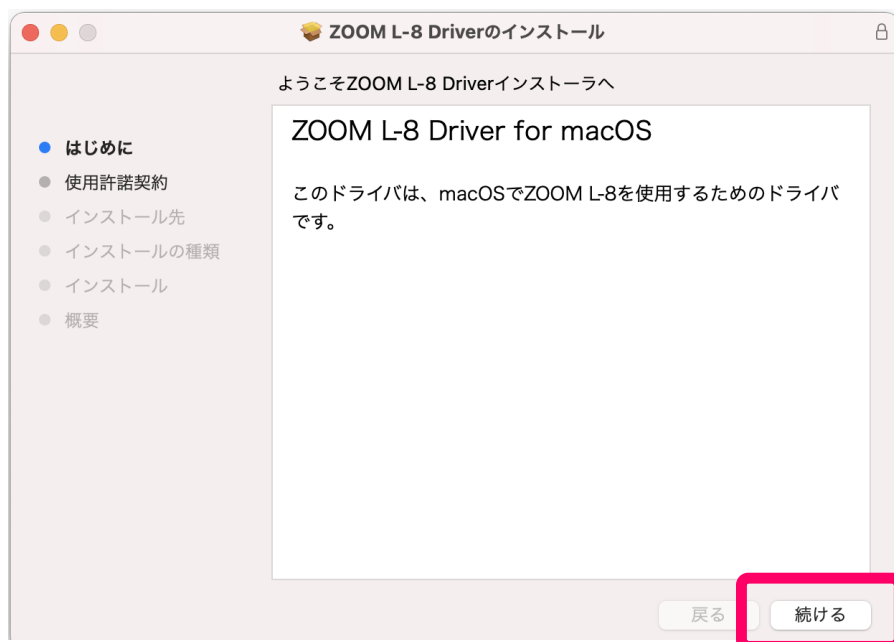 ZOOM L-8 Driverのインストール
ようこそZOOM L-8 Driverインストーラへ
はじめに
使用許諾契約
インストール先
インストールの種類
インストール
概要
ZOOM L-8 Driver for macOS
このドライバは、macOSでZOOM L-8を使用するためのドライバ
です。
戻る
続ける